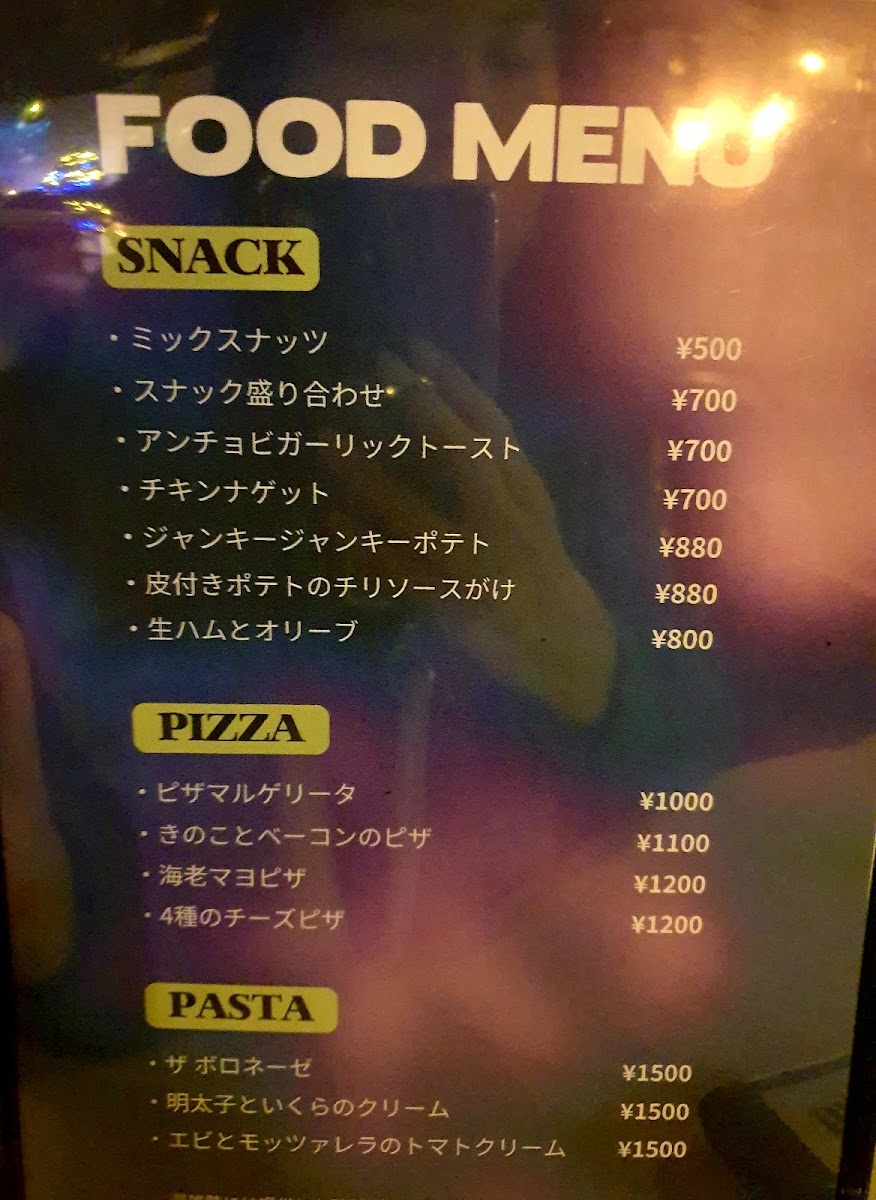 FOOD MENU
SNACK
・ミックスナッツ ¥500
・スナック盛り合わせ ¥700
・アンチョビガーリックトースト ¥700
・チキンナゲット ¥700
・ジャンキージャンキーポテト ¥880
・皮付きポテトのチリソースがけ ¥880
・生ハムとオリーブ ¥800
PIZZA
・ピザマルゲリータ ¥1000
・きのことベーコンのピザ ¥1100
・海老マヨピザ ¥1200
・4種のチーズピザ ¥1200
PASTA
・ザ ボロネーゼ ¥1500
・明太子といくらのクリーム ¥1500
・エビとモッツァレラのトマトクリーム ¥1500